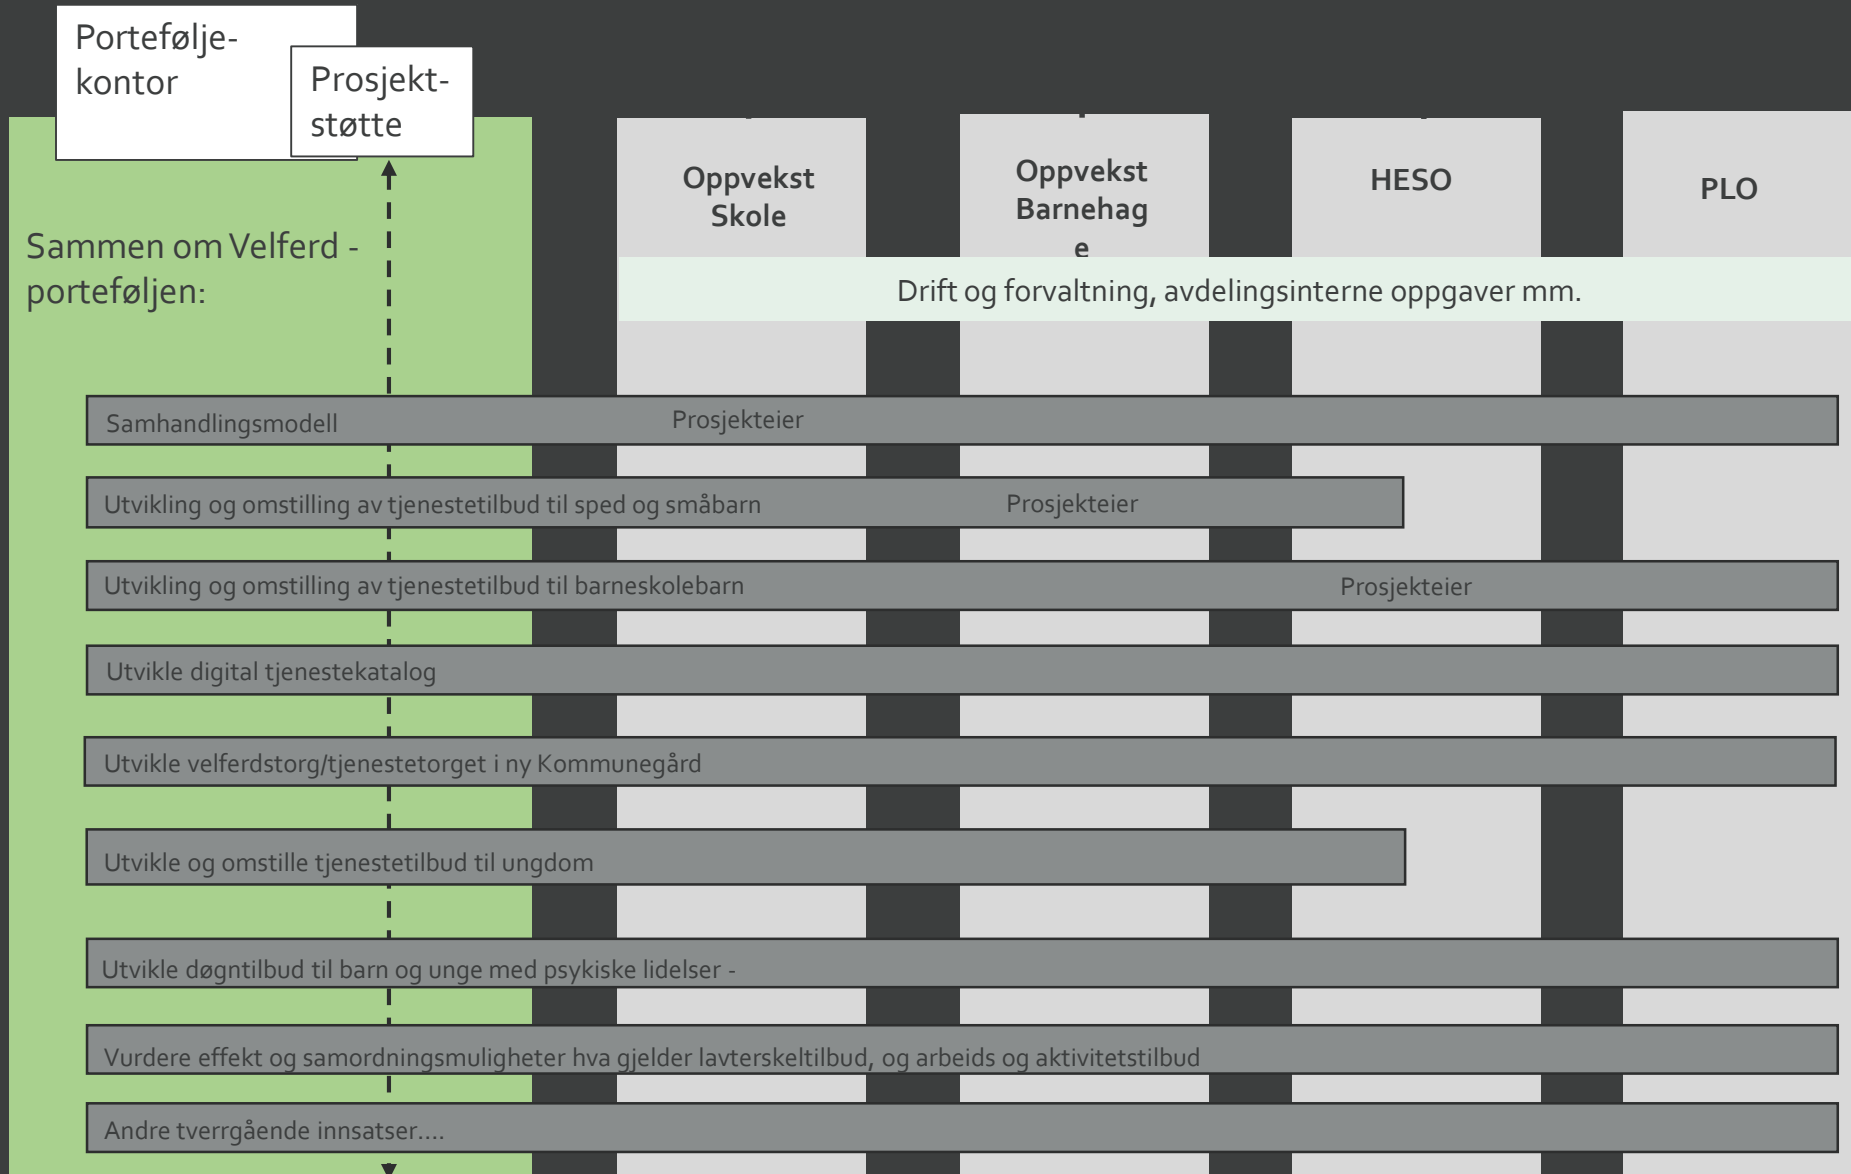 Portefølje-
kontor
Prosjekt-
støtte
Oppvekst
Skole
Oppvekst
Barnehag
e
HESO
PLO
Sammen om Velferd -
porteføljen:
Drift og forvaltning, avdelingsinterne oppgaver mm.
Samhandlingsmodell Prosjekteier
Utvikling og omstilling av tjenestetilbud til sped og småbarn Prosjekteier
Utvikling og omstilling av tjenestetilbud til barneskolebarn Prosjekteier
Utvikle digital tjenestekatalog
Utvikle velferdstorg/tjenestetorget i ny Kommunegård
Utvikle og omstille tjenestetilbud til ungdom
Utvikle døgntilbud til barn og unge med psykiske lidelser -
Vurdere effekt og samordningsmuligheter hva gjelder lavterskeltilbud, og arbeids og aktivitetstilbud
Andre tverrgående innsatser....